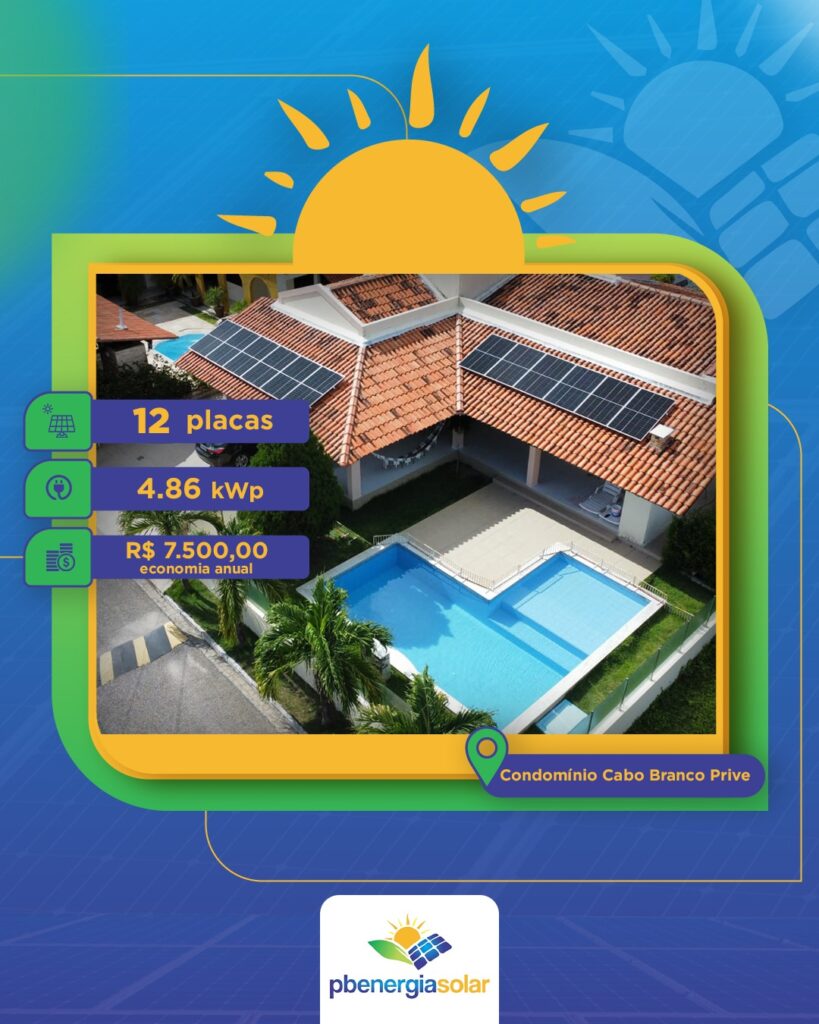 12 placas
4.86 kWp
R$ 7.500,00
economia anual
Condomínio Cabo Branco Prive
pbenergiasolar